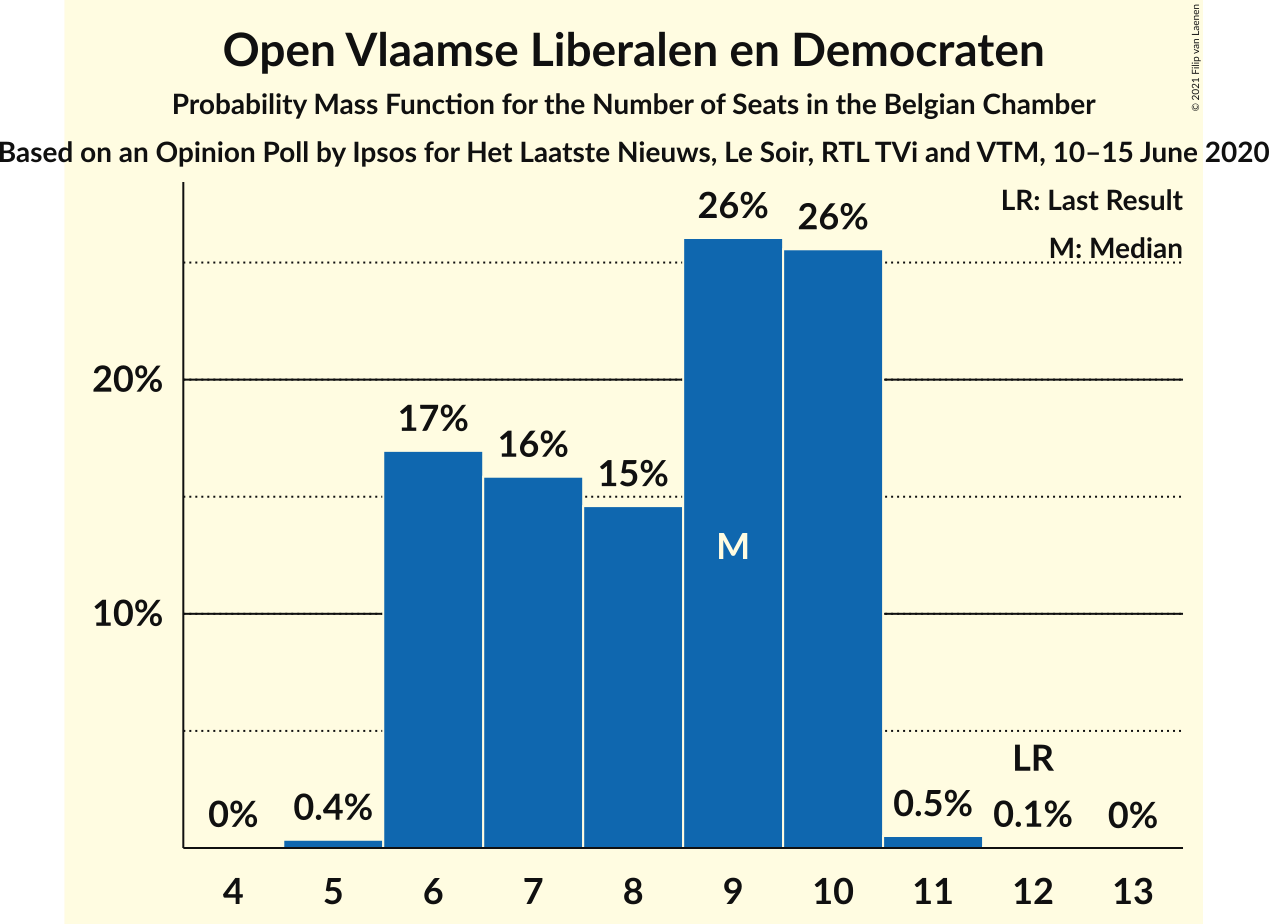 Open Vlaamse Liberalen en Democraten
Probability Mass Function for the Number of Seats in the Belgian Chamber
Based on an Opinion Poll by Ipsos for Het Laatste Nieuws, Le Soir, RTL TVi and VTM, 10–15 June 2020
© 2021 Filip van Laenen
LR: Last Result
M: Median
26%
26%
20%
17%
16%
15%
M
10%
LR
0%
0.4%
0.5%
0.1%
0%
4 5 6 7 8 9 10 11 12 13